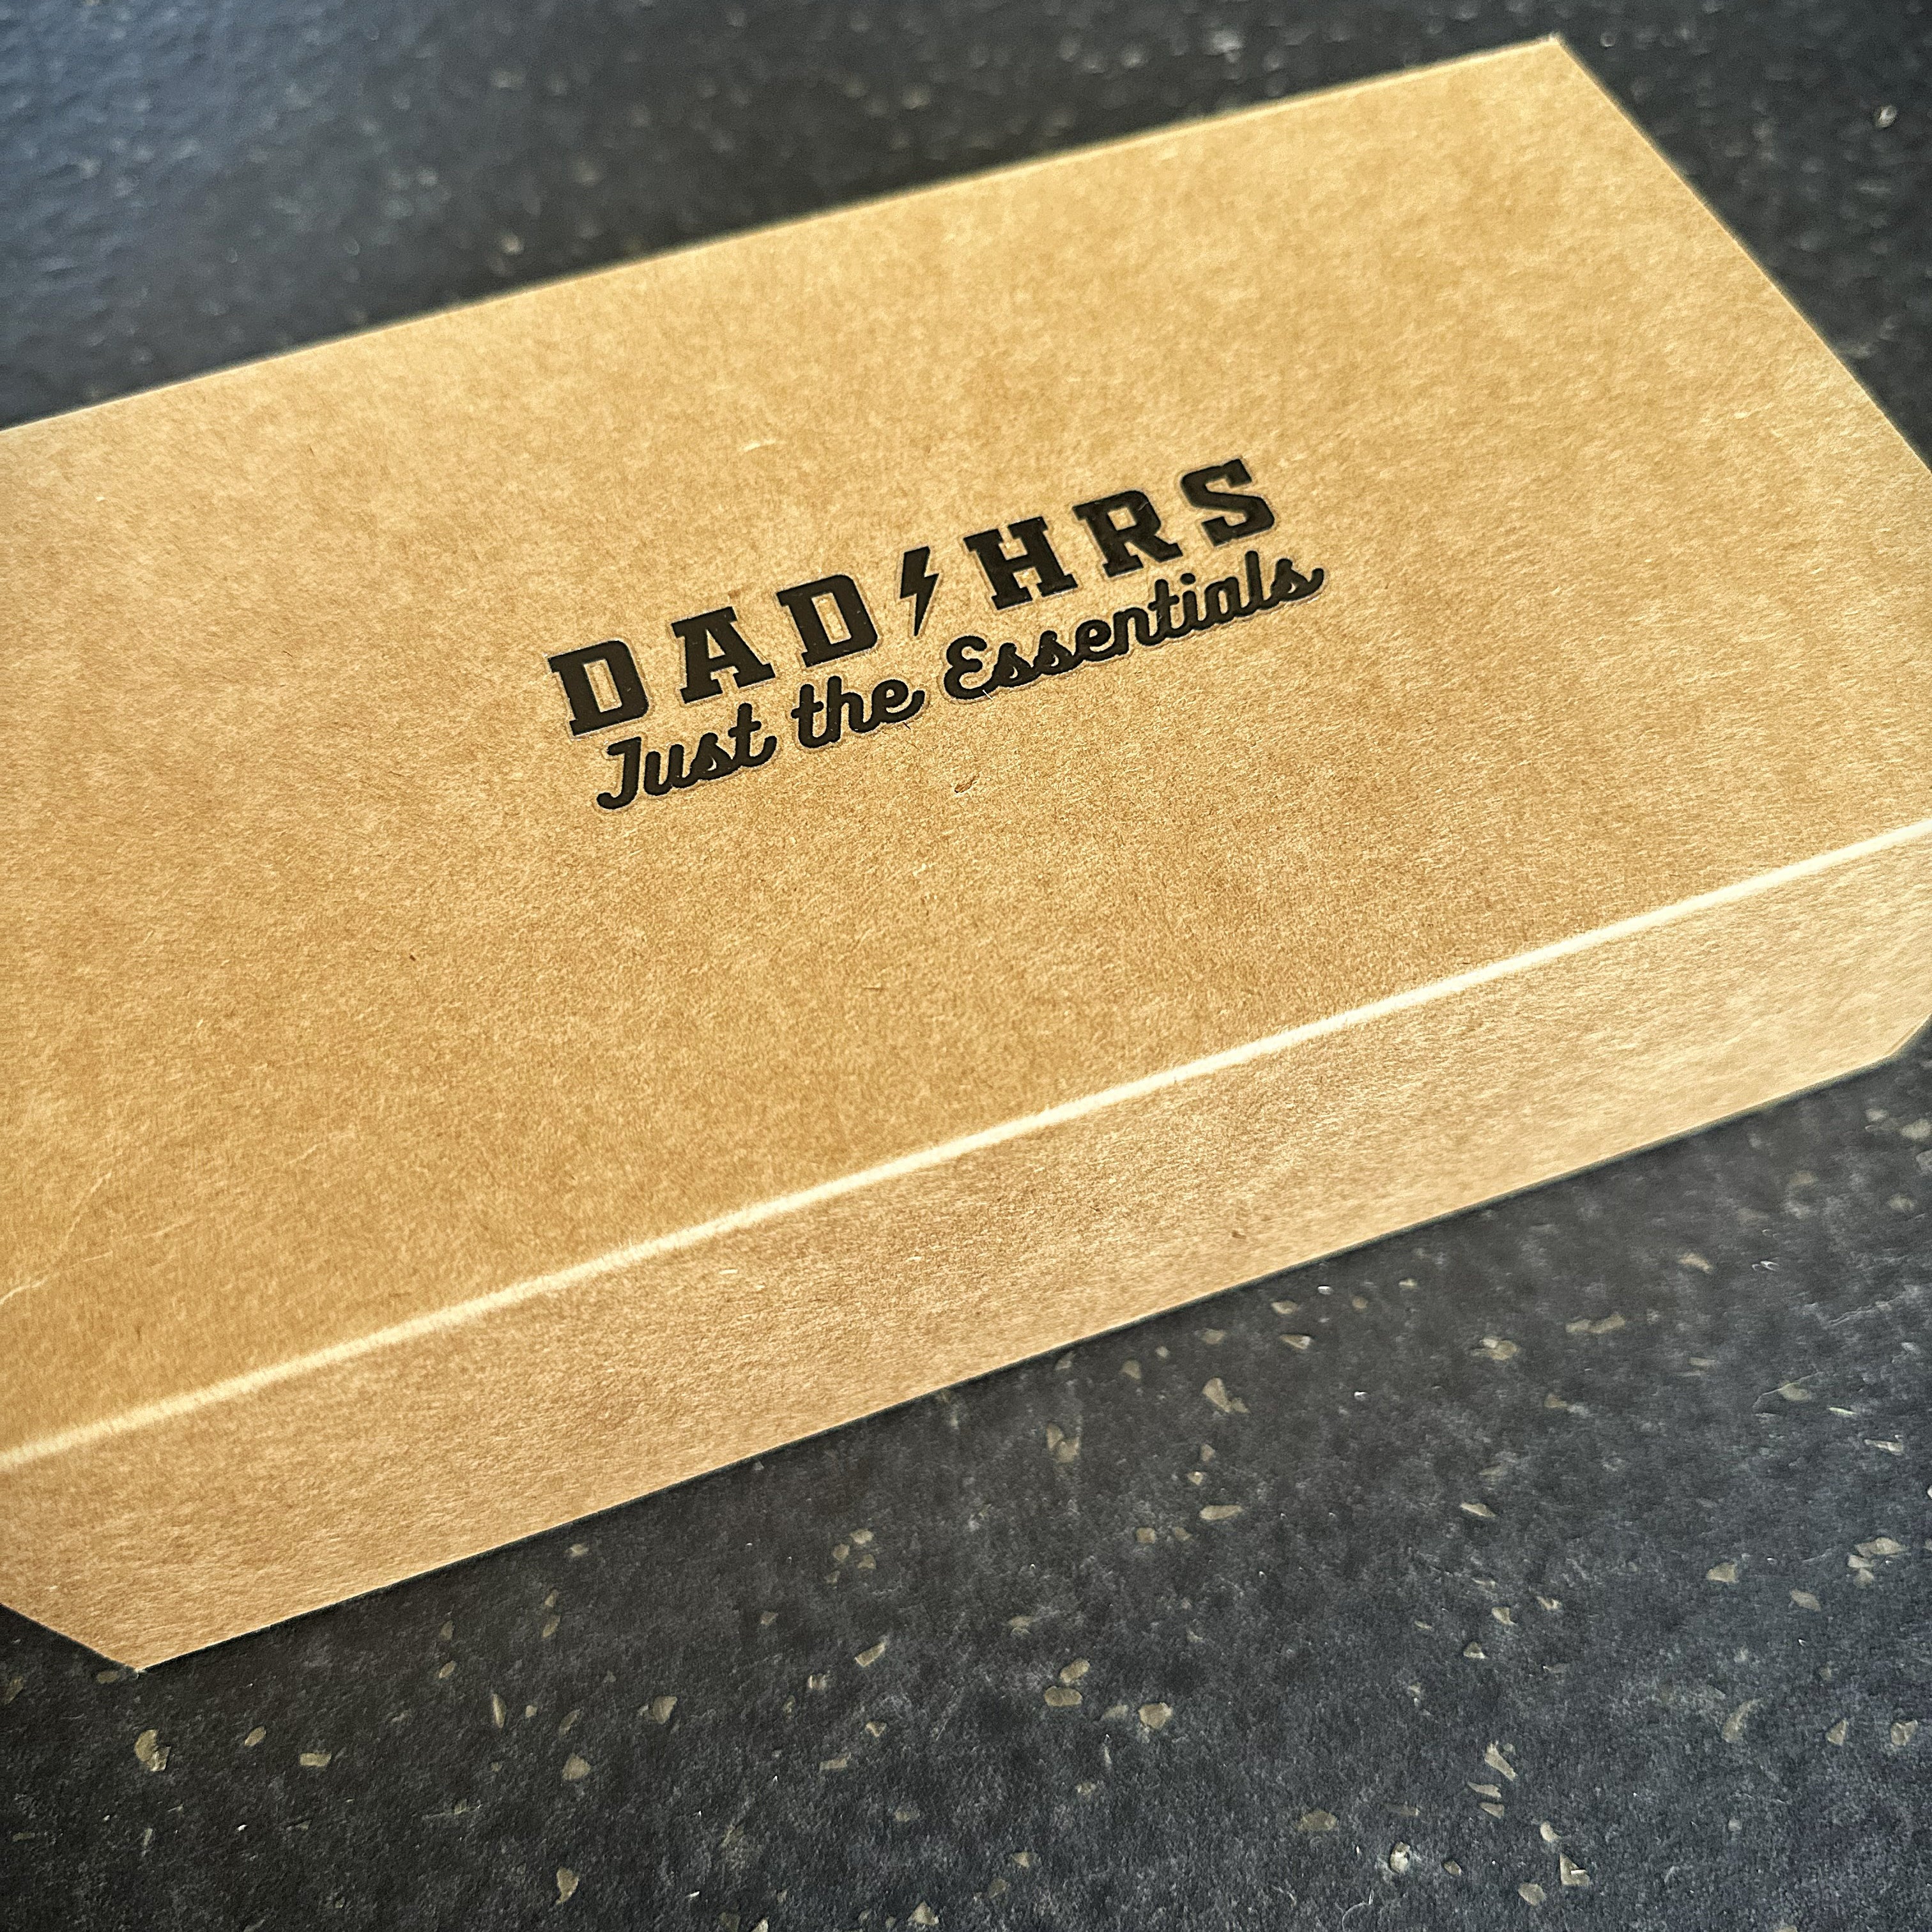 DAD⚡HRS
Just the Essentials